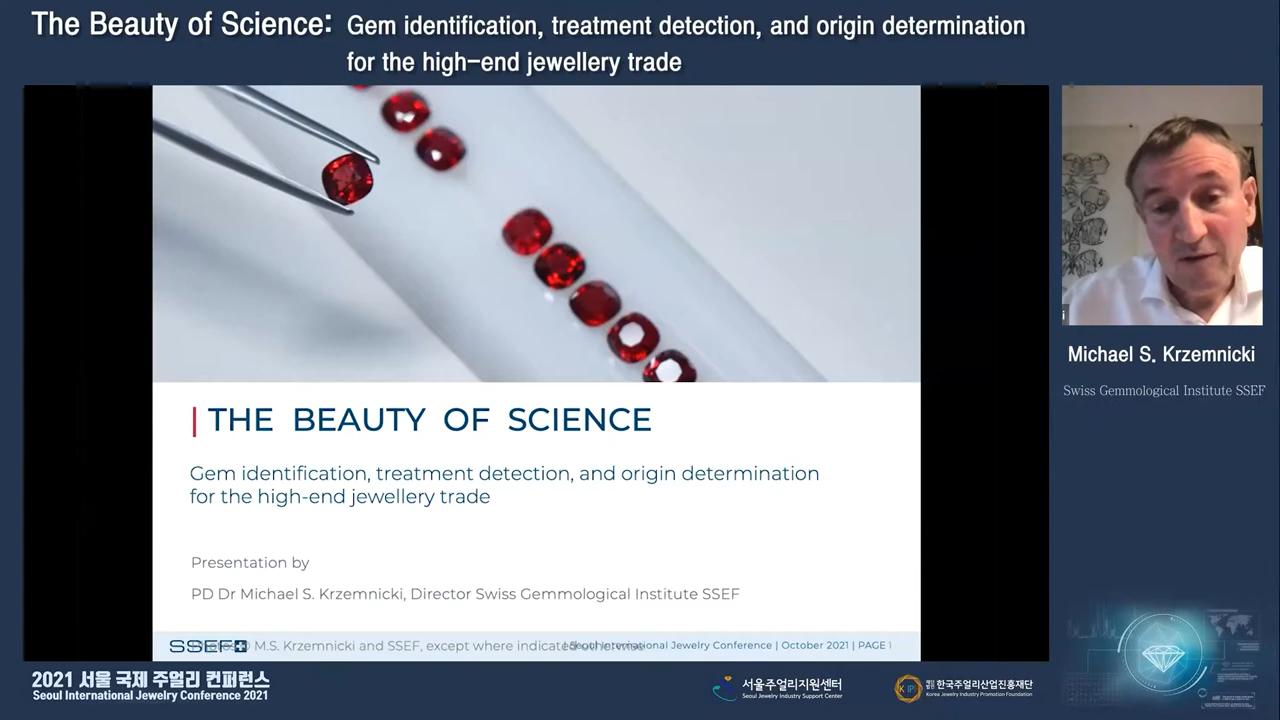 The Beauty of Science: Gem identification, treatment detection, and origin determination
for the high-end jewellery trade
THE BEAUTY OF SCIENCE
Gem identification, treatment detection, and origin determination
for the high-end jewellery trade
Presentation by
PD Dr Michael S. Krzemnicki, Director Swiss Gemmological Institute SSEF
SSEF
M.S. Krzemnicki and SSEF, except where indicated
International Jewelry Conference | October 2021 | PAGE 1
Michael S. Krzemnicki
Swiss Gemmological Institute SSEF
2021 서울 국제 주얼리 컨퍼런스
Seoul International Jewelry Conference 2021
서울주얼리지원센터
Seoul Jewelry Industry Support Center
재단법인 한국주얼리산업진흥재단
Korea Jewelry Industry Promotion Foundation